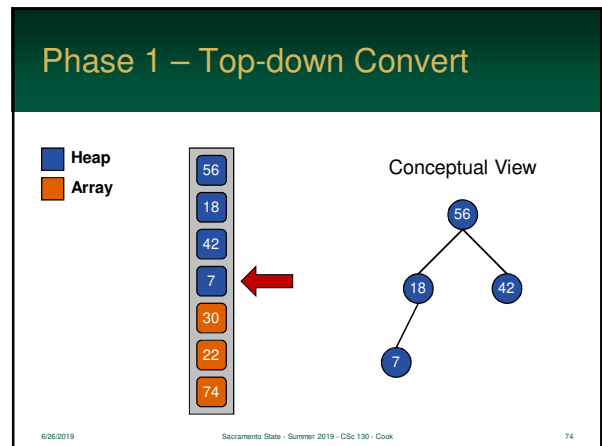 Phase 1 – Top-down Convert
Heap
Array
56
18
42
7
30
22
74
Conceptual View
56
18
42
7
6/26/2019
Sacramento State - Summer 2019 - CSc 130 - Cook
74